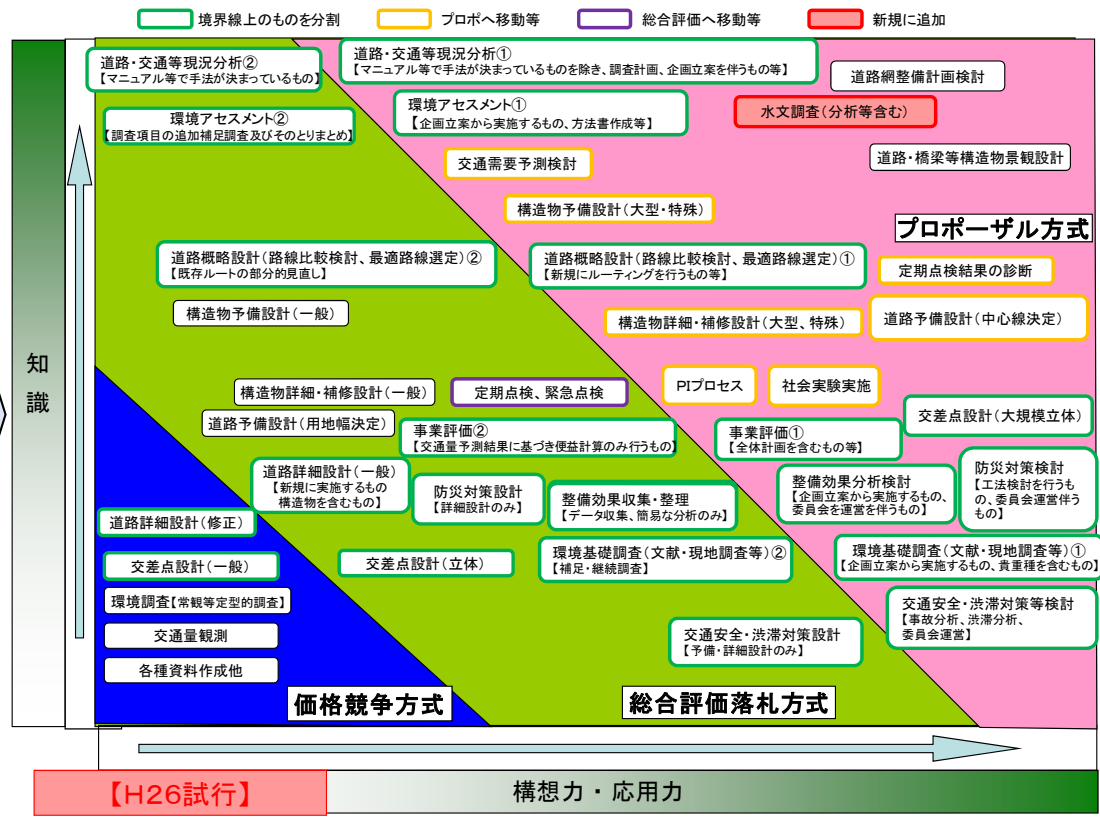 境界線上のものを分割
プロポへ移動等
総合評価へ移動等
新規に追加
道路・交通等現況分析②
【マニュアル等で手法が決まっているもの】
道路・交通等現況分析①
【マニュアル等で手法が決まっているものを除き、調査計画、企画立案を伴うもの等】
道路網整備計画検討
環境アセスメント②
【調査項目の追加補足調査及びそのとりまとめ】
環境アセスメント①
【企画立案から実施するもの、方法書作成等】
水文調査(分析等含む)
交通需要予測検討
道路・橋梁等構造物景観設計
構造物予備設計(大型・特殊)
プロポーザル方式
道路概略設計(路線比較検討、最適路線選定)②
【既存ルートの部分的見直し】
道路概略設計(路線比較検討、最適路線選定)①
【新規にルーティングを行うもの等】
定期点検結果の診断
構造物予備設計(一般)
構造物詳細・補修設計(大型、特殊)
道路予備設計(中心線決定)
知識
構造物詳細・補修設計(一般)
定期点検、緊急点検
PIプロセス
社会実験実施
道路予備設計(用地幅決定)
事業評価②
【交通量予測結果に基づき便益計算のみ行うもの】
事業評価①
【全体計画を含むもの等】
交差点設計(大規模立体)
道路詳細設計(一般)
【新規に実施するもの
構造物を含むもの】
防災対策設計
【詳細設計のみ】
整備効果収集・整理
【データ収集、簡易な分析のみ】
整備効果分析検討
【企画立案から実施するもの、
委員会を運営を伴うもの】
防災対策検討
【工法検討を行うも
の、委員会運営伴う
もの】
道路詳細設計(修正)
交差点設計(一般)
交差点設計(立体)
環境基礎調査(文献・現地調査等)②
【補足・継続調査】
環境基礎調査(文献・現地調査等)①
【企画立案から実施するもの、貴重種を含むもの】
環境調査【常観等定型的調査】
交通量観測
交通安全・渋滞対策設計
【予備・詳細設計のみ】
交通安全・渋滞対策等検討
【事故分析、渋滞分析、
委員会運営】
各種資料作成他
価格競争方式
総合評価落札方式
【H26試行】
構想力・応用力